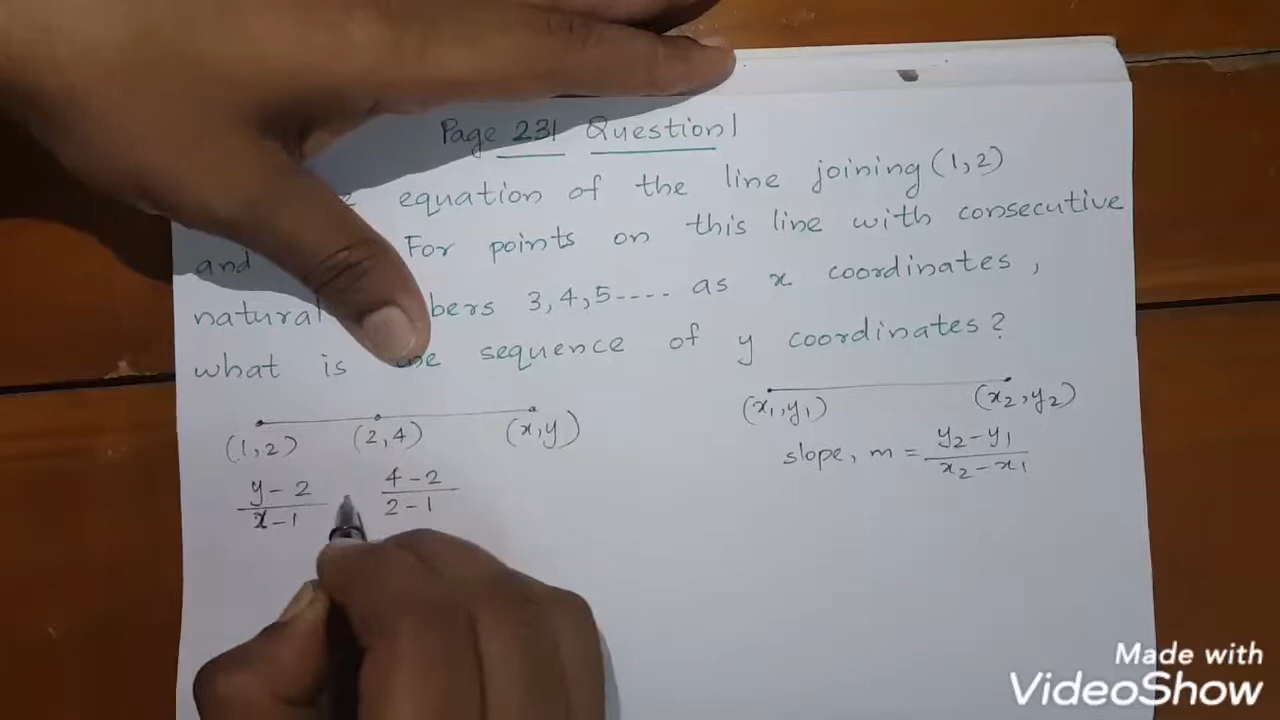 Page 231 Question 1
equation of the line joining (1,2)
and For points on this line with consecutive
natural bers 3,4,5---- as x coordinates,
what is the sequence of y coordinates?
(1,2) (2,4) (x,y)
y-2/x-1 4-2/2-1
(x₁,y₁) (x₂,y₂)
slope, m = y₂-y₁/x₂-x₁
Made with
VideoShow